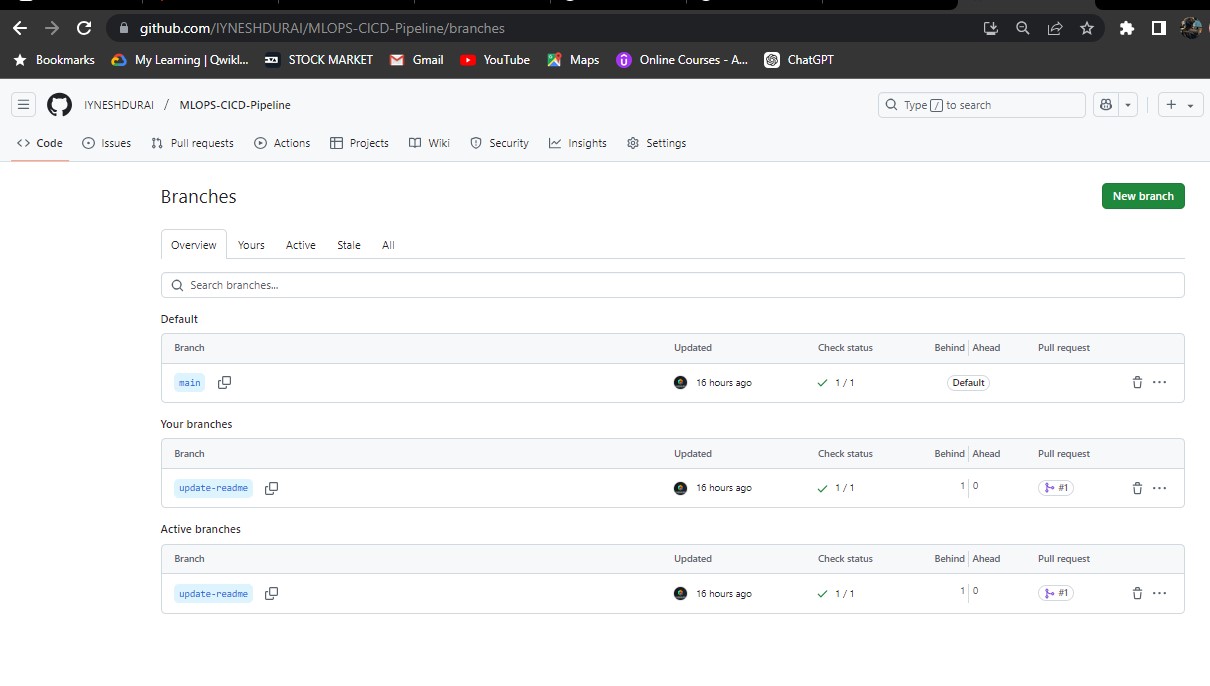 github.com/IYNESHDURAI/MLOPS-CICD-Pipeline/branches
Bookmarks My Learning | Qwikl... STOCK MARKET Gmail YouTube Maps Online Courses - A... ChatGPT
IYNESHDURAI / MLOPS-CICD-Pipeline Type / to search
Code Issues Pull requests Actions Projects Wiki Security Insights Settings
Branches New branch
Overview Yours Active Stale All
Search branches...
Default
Branch Updated Check status Behind Ahead Pull request
main 16 hours ago 1 / 1 Default
Your branches
Branch Updated Check status Behind Ahead Pull request
update-readme 16 hours ago 1 / 1 1 0 #1
Active branches
Branch Updated Check status Behind Ahead Pull request
update-readme 16 hours ago 1 / 1 1 0 #1